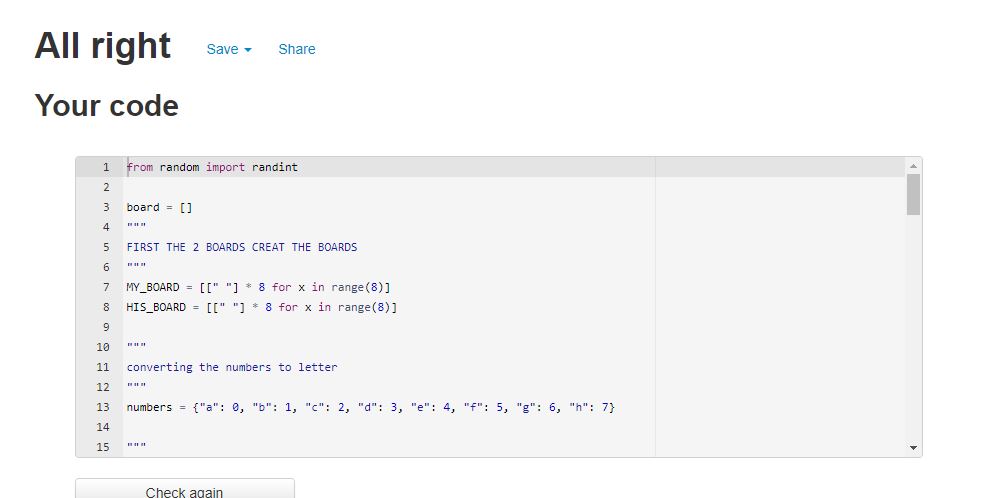 All right Save Share
Your code
1 from random import randint
2
3 board = []
4 """
5 FIRST THE 2 BOARDS CREAT THE BOARDS
6 """
7 MY_BOARD = [[" "] * 8 for x in range(8)]
8 HIS_BOARD = [[" "] * 8 for x in range(8)]
9
10 """
11 converting the numbers to letter
12 """
13 numbers = {"a": 0, "b": 1, "c": 2, "d": 3, "e": 4, "f": 5, "g": 6, "h": 7}
14
15 """
Check again